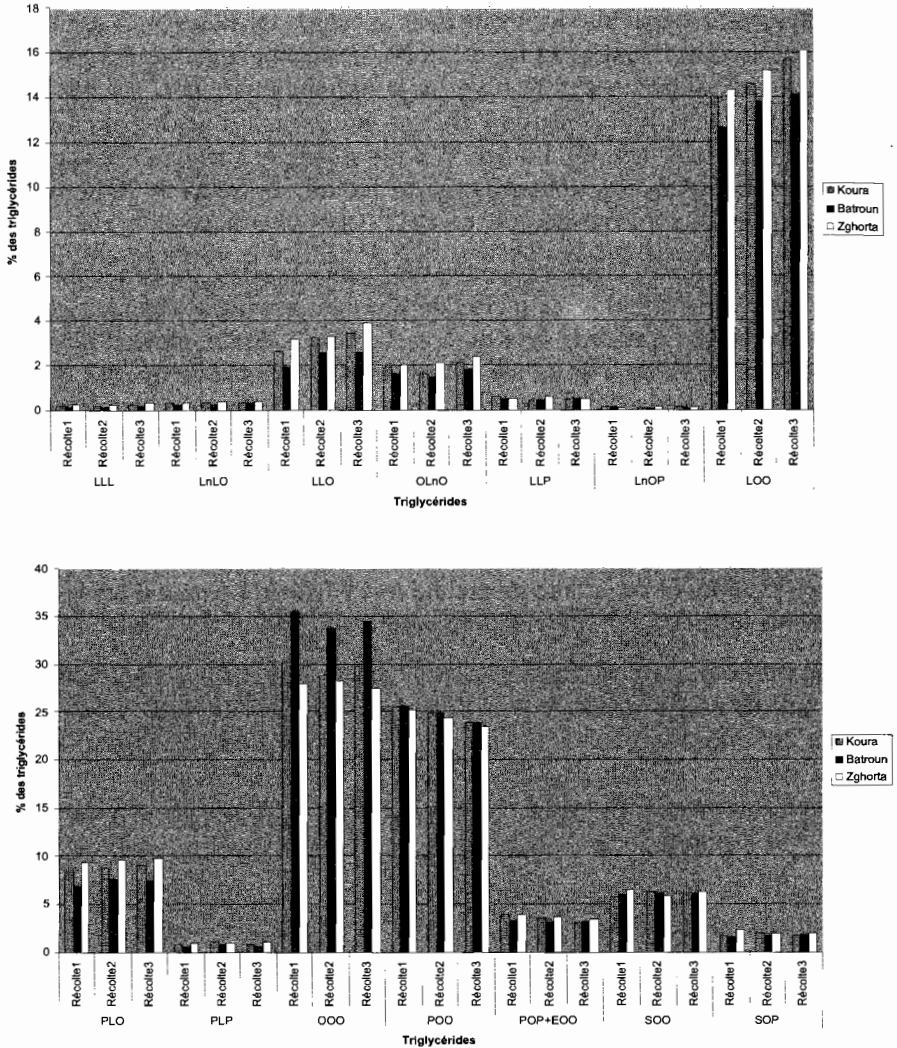 18
16
14
12
10
8
6
4
2
0
% des triglycérides
Koura
Batroun
Zghorta
Récolte1 Récolte2 Récolte3 Récolte1 Récolte2 Récolte3 Récolte1 Récolte2 Récolte3 Récolte1 Récolte2 Récolte3 Récolte1 Récolte2 Récolte3 Récolte1 Récolte2 Récolte3 Récolte1 Récolte2 Récolte3
LLL LnLO LLO OLnO LLP LnOP LOO
Triglycérides
40
35
30
25
20
15
10
5
0
% des triglycérides
Koura
Batroun
Zghorta
Récolte1 Récolte2 Récolte3 Récolte1 Récolte2 Récolte3 Récolte1 Récolte2 Récolte3 Récolte1 Récolte2 Récolte3 Récolte1 Récolte2 Récolte3 Récolte1 Récolte2 Récolte3 Récolte1 Récolte2 Récolte3
PLO PLP OOO POO POP+EOO SOO SOP
Triglycérides